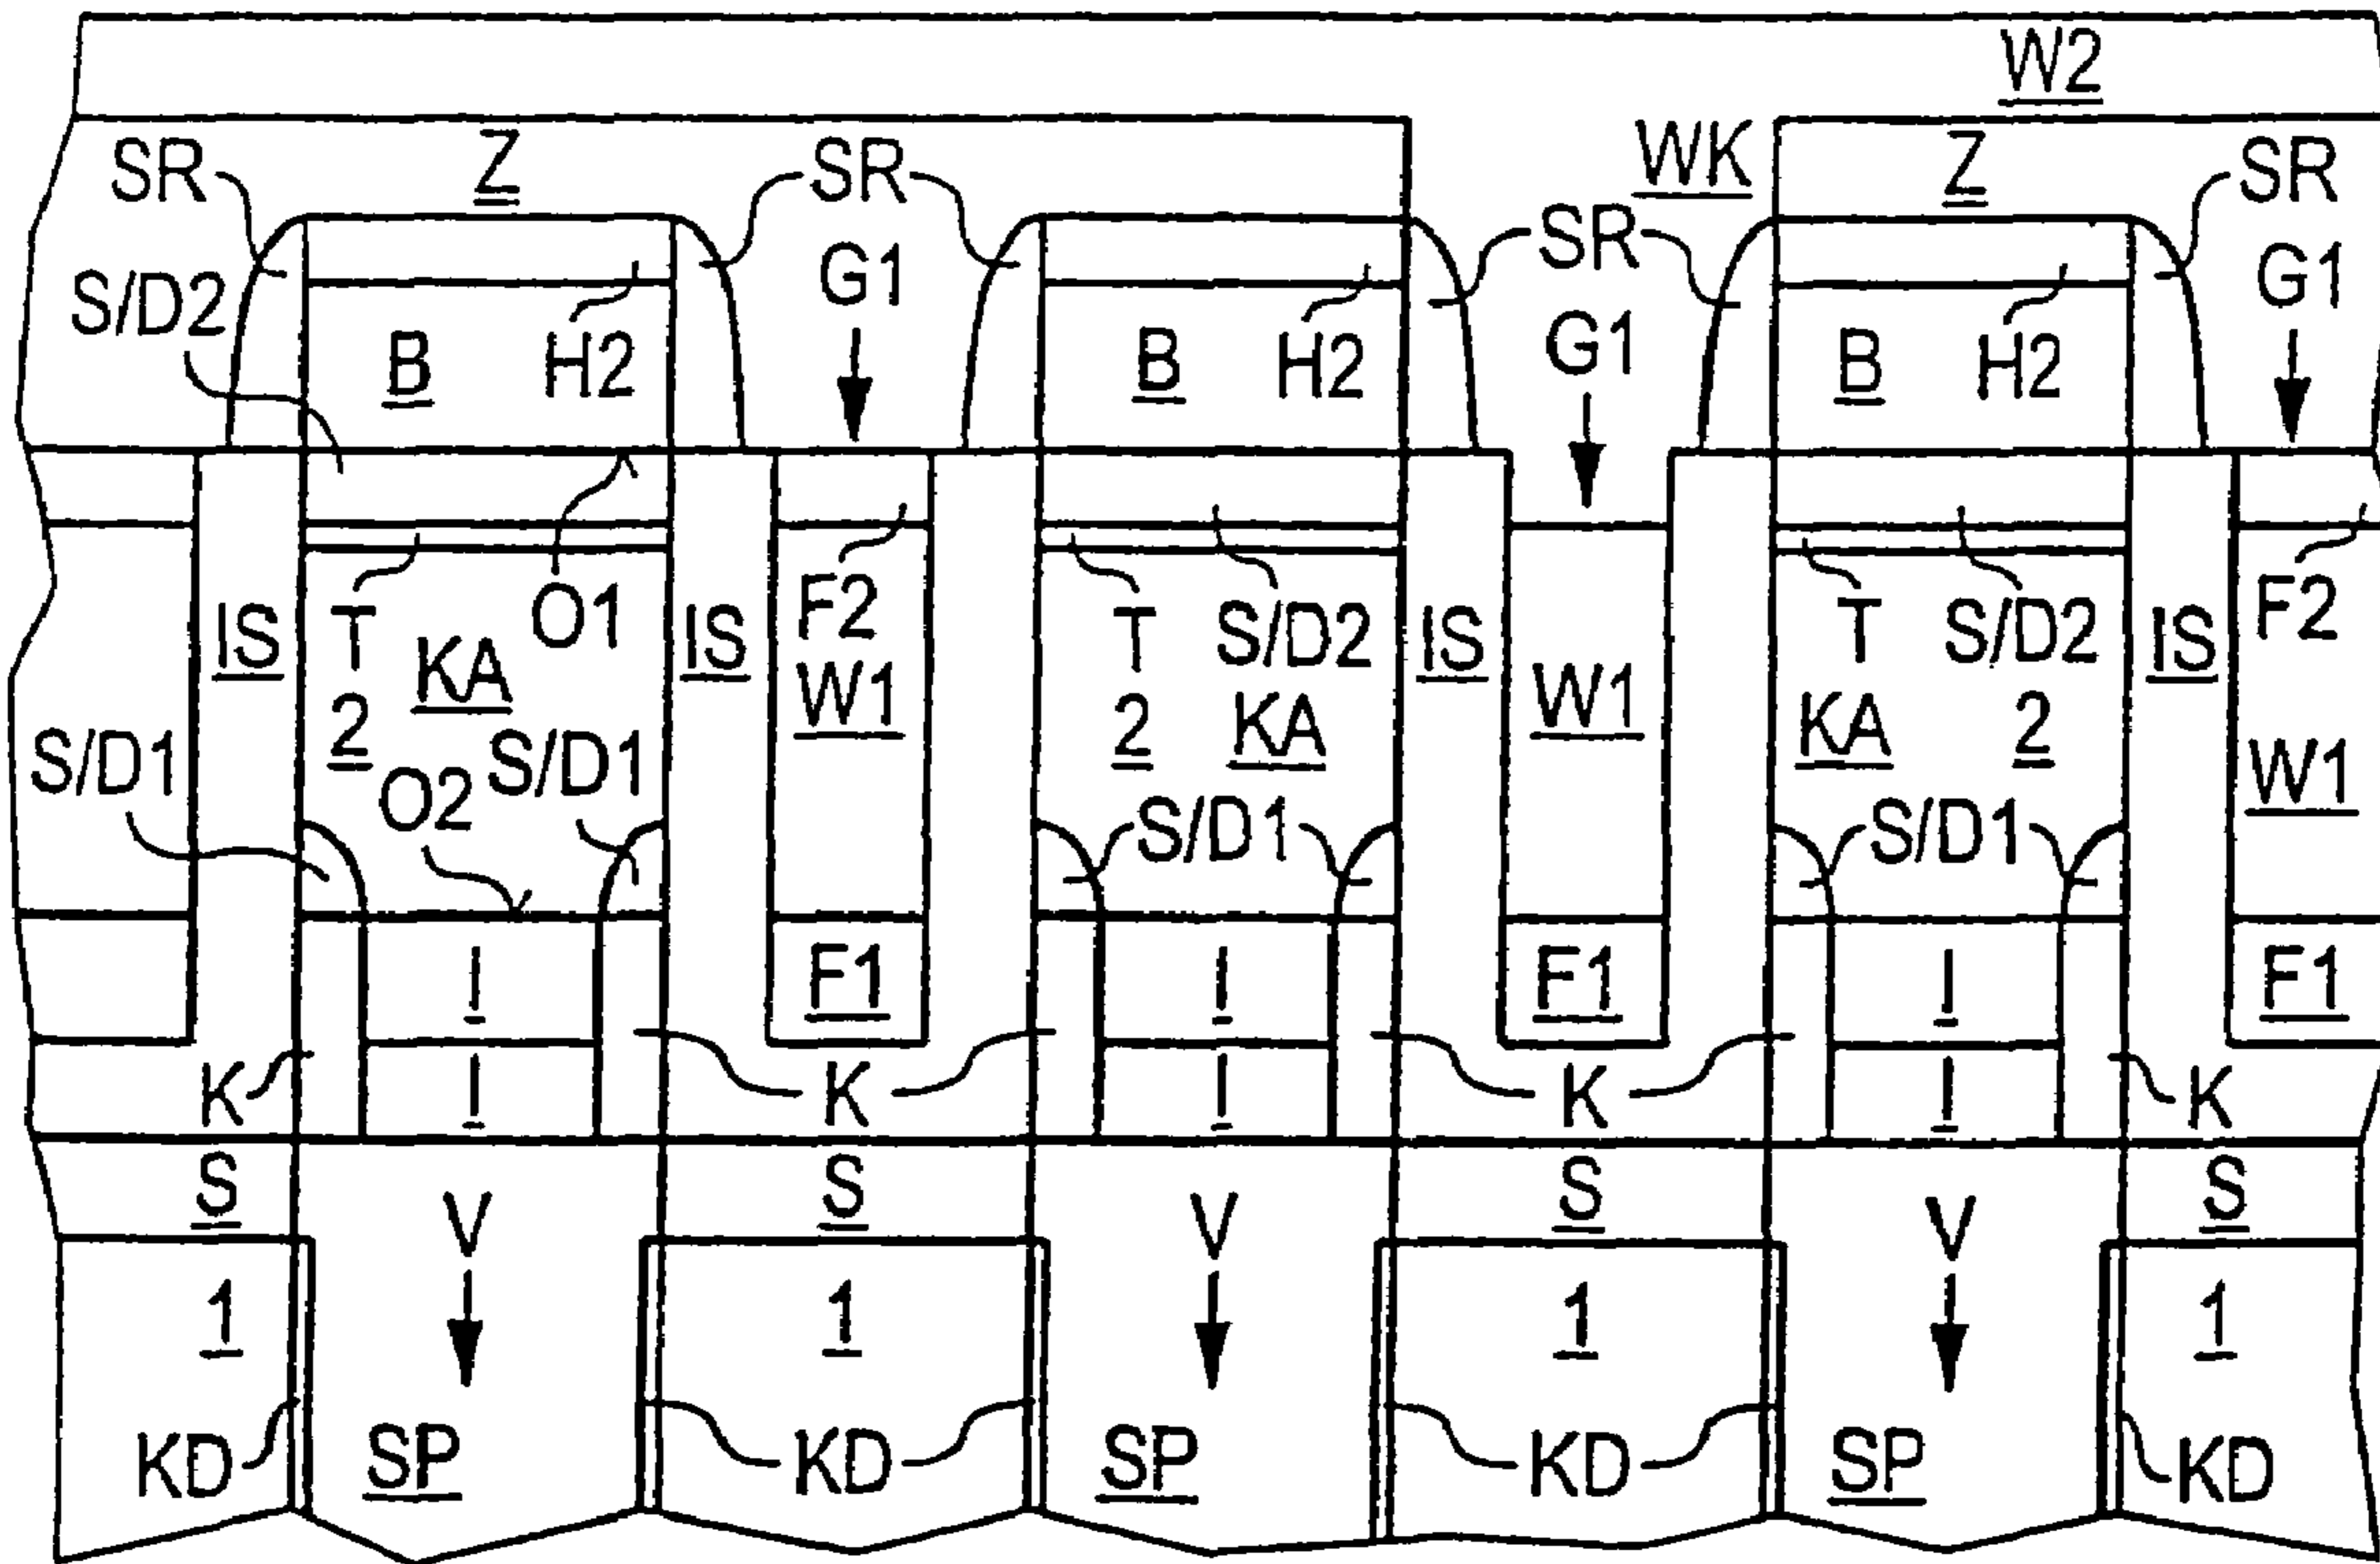 W2
SR Z SR WK Z SR
SR
S/D2 G1 G1
B H2 B H2 G1 B H2
O1 F2 F2
IS T IS T S/D2 IS T S/D2 IS
KA W1 W1
2 2 KA KA 2
S/D1 O2 S/D1 W1
S/D1 S/D1
I F1 I F1 I F1
K I K I K I K
S S S S
V V V
1 1 1 1
KD SP KD SP KD SP KD